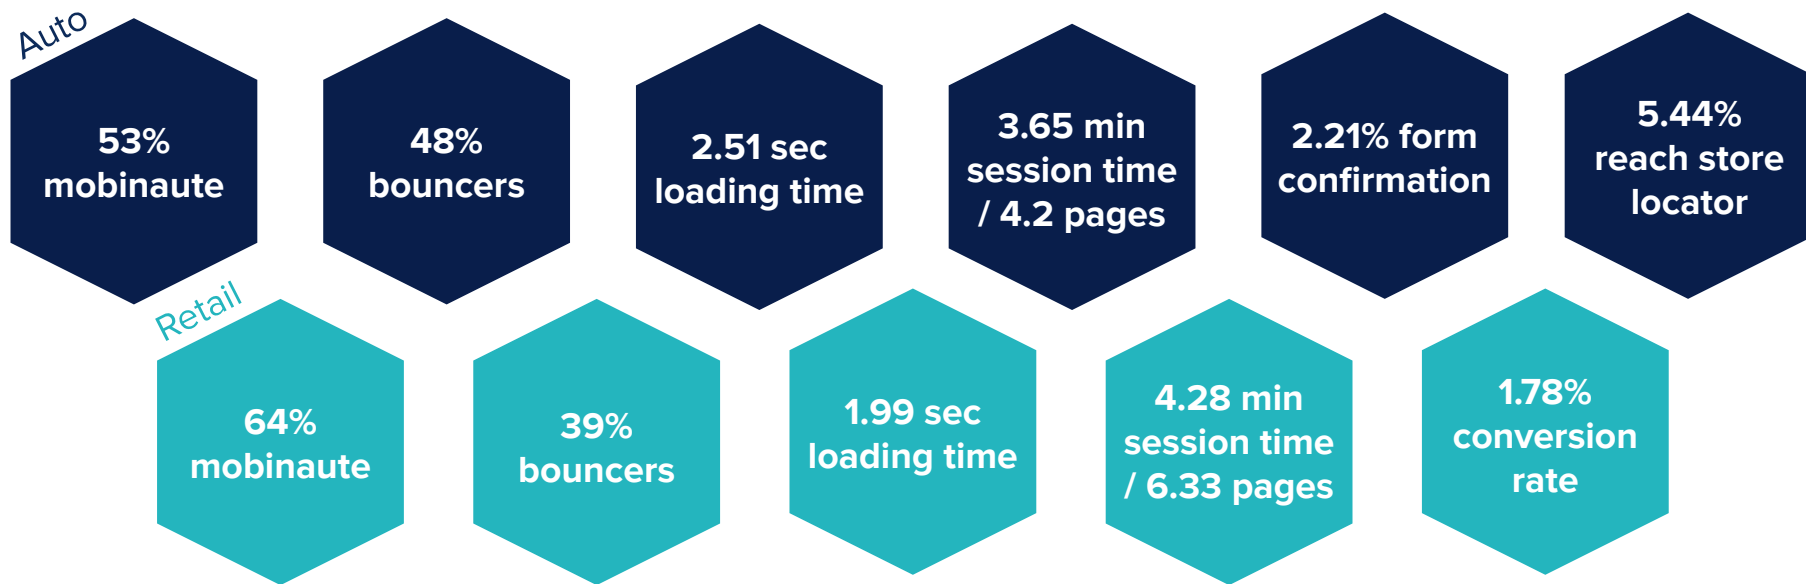 Auto
53%
mobinaute
48%
bouncers
2.51 sec
loading time
3.65 min
session time
/ 4.2 pages
2.21% form
confirmation
5.44%
reach store
locator
Retail
64%
mobinaute
39%
bouncers
1.99 sec
loading time
4.28 min
session time
/ 6.33 pages
1.78%
conversion
rate